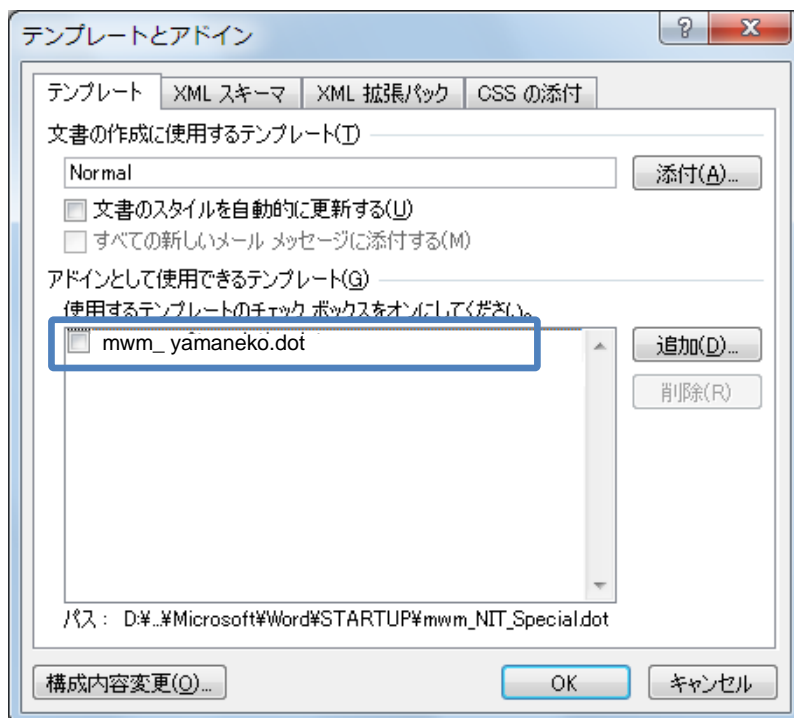 テンプレートとアドイン
テンプレート XML スキーマ XML 拡張パック CSS の添付
文書の作成に使用するテンプレート(T)
Normal 添付(A)...
文書のスタイルを自動的に更新する(U)
すべての新しいメール メッセージに添付する(M)
アドインとして使用できるテンプレート(G)
使用するテンプレートのチェック ボックスをオンにしてください。
mwm_ yamaneko.dot 追加(D)...
削除(R)
パス： D:¥...¥Microsoft¥Word¥STARTUP¥mwm_NIT_Special.dot
構成内容変更(O)... OK キャンセル